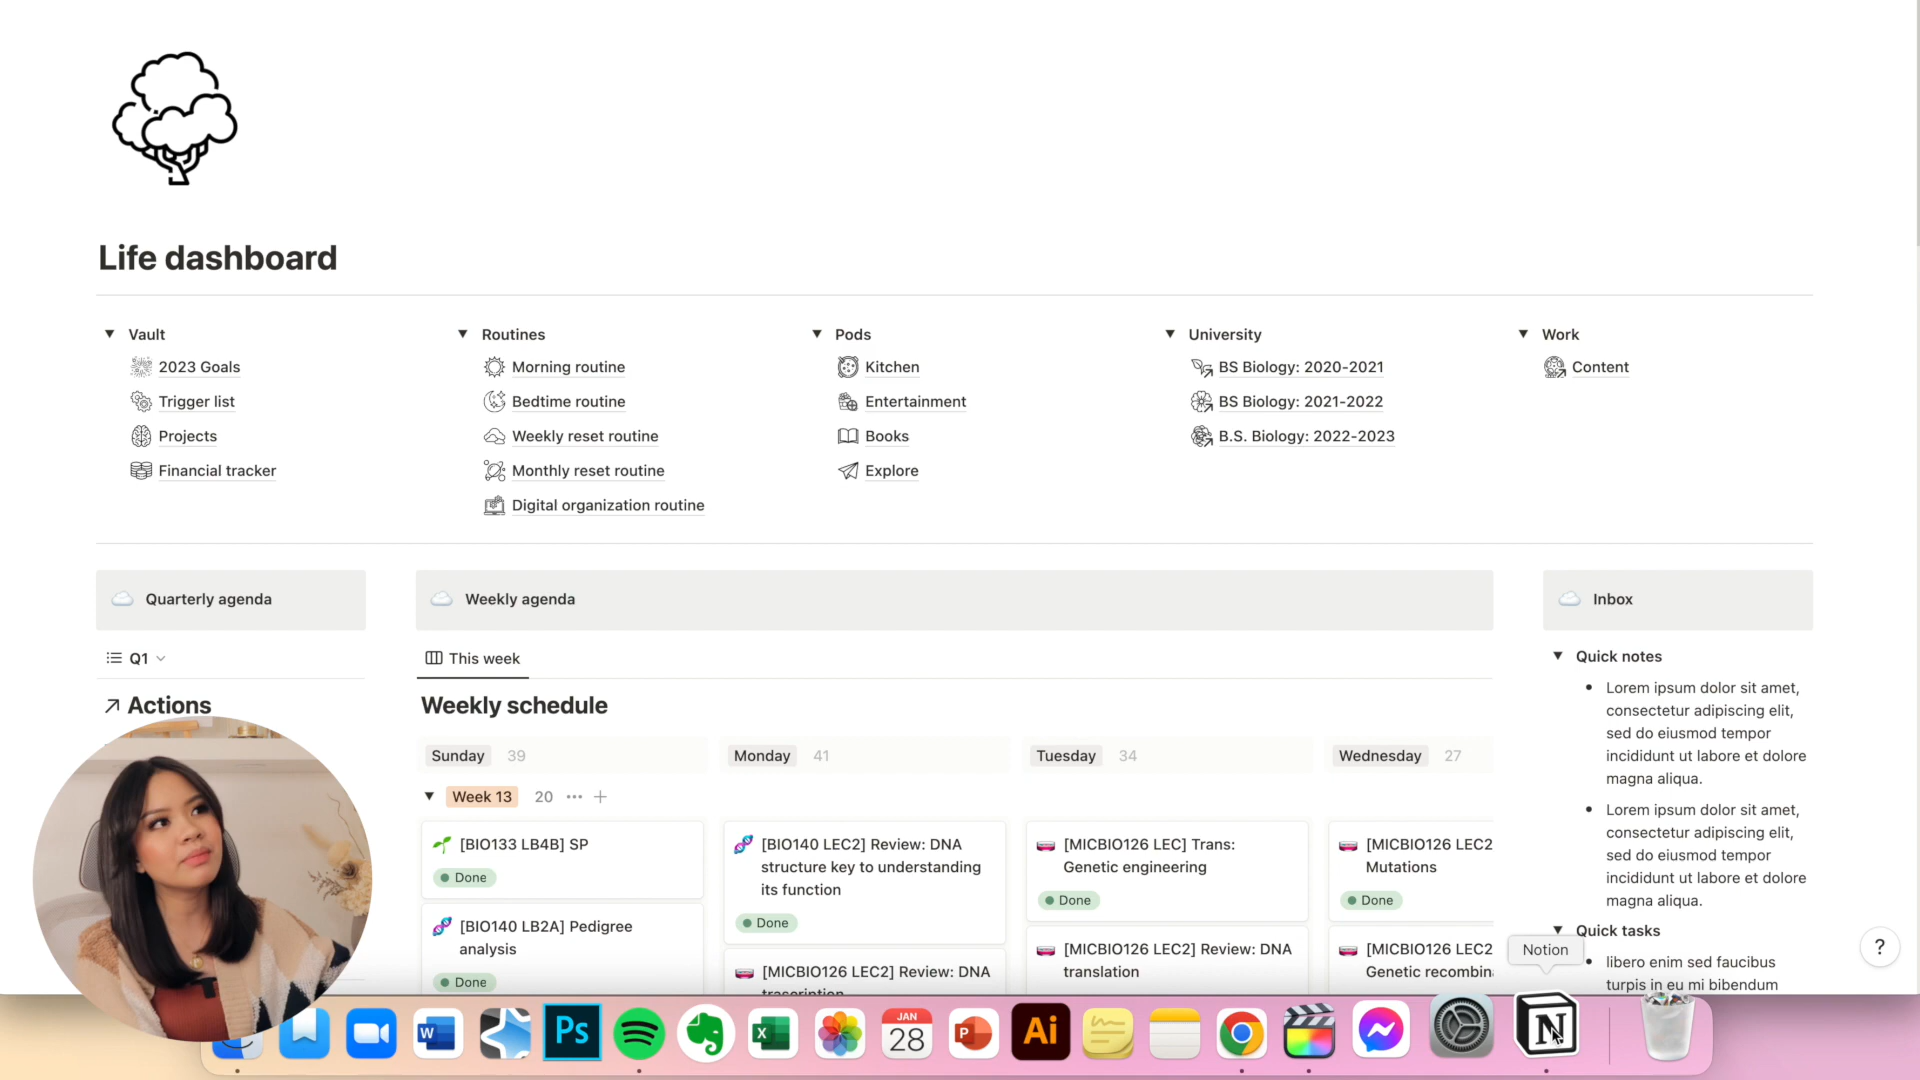 Life dashboard
Vault
2023 Goals
Trigger list
Projects
Financial tracker
Routines
Morning routine
Bedtime routine
Weekly reset routine
Monthly reset routine
Digital organization routine
Pods
Kitchen
Entertainment
Books
Explore
University
BS Biology: 2020-2021
BS Biology: 2021-2022
B.S. Biology: 2022-2023
Work
Content
Quarterly agenda
Q1
Actions
Weekly agenda
This week
Weekly schedule
Sunday 39
Week 13 20
[BIO133 LB4B] SP
Done
[BIO140 LB2A] Pedigree
analysis
Done
Monday 41
[BIO140 LEC2] Review: DNA
structure key to understanding
its function
Done
[MICBIO126 LEC2] Review: DNA
trascription
Tuesday 34
[MICBIO126 LEC] Trans:
Genetic engineering
Done
[MICBIO126 LEC2] Review: DNA
translation
Wednesday 27
[MICBIO126 LEC2
Mutations
Done
[MICBIO126 LEC2
Genetic recombin
Inbox
Quick notes
Lorem ipsum dolor sit amet,
consectetur adipiscing elit,
sed do eiusmod tempor
incididunt ut labore et dolore
magna aliqua.
Lorem ipsum dolor sit amet,
consectetur adipiscing elit,
sed do eiusmod tempor
incididunt ut labore et dolore
magna aliqua.
Quick tasks
libero enim sed faucibus
turpis in eu mi bibendum
?
Notion
W
Ps
X
JAN
28
P
Ai
N